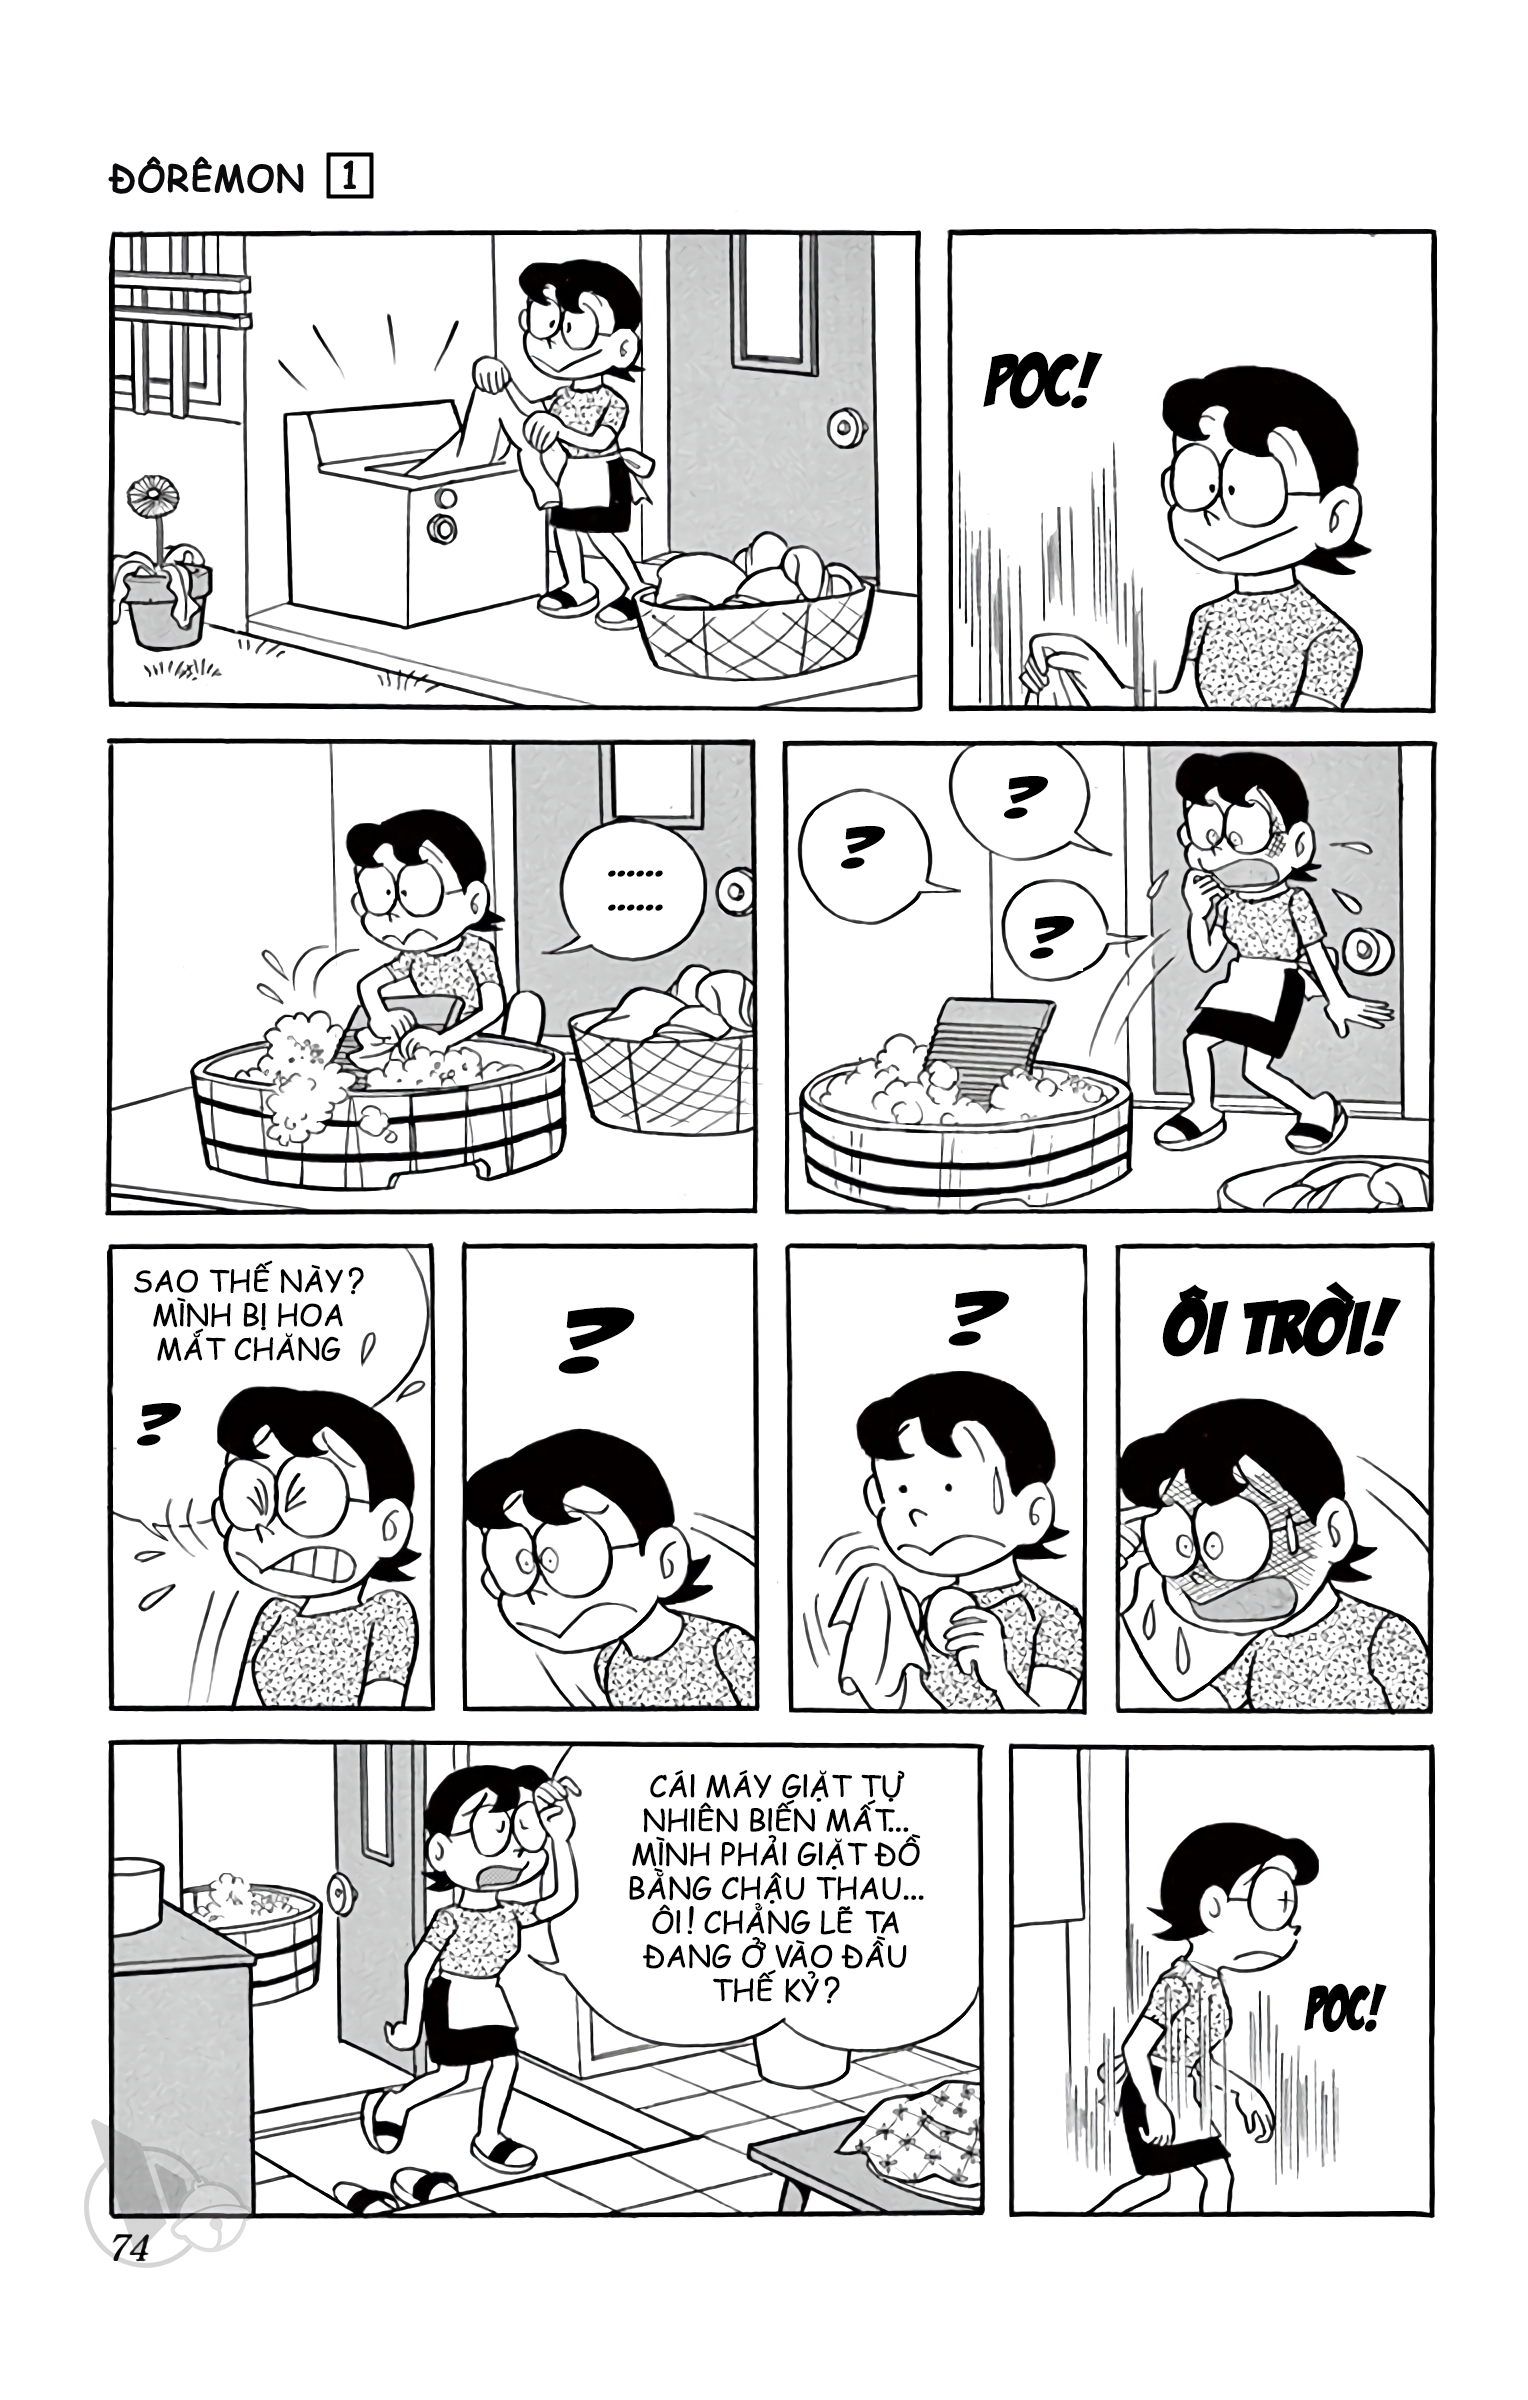 ĐÔRÊMON 1
POC!
......
......
?
?
?
SAO THẾ NÀY?
MÌNH BỊ HOA
MẮT CHĂNG
?
?
?
ÔI TRỜI!
CÁI MÁY GIẶT TỰ
NHIÊN BIẾN MẤT...
MÌNH PHẢI GIẶT ĐỒ
BẰNG CHẬU THAU...
ÔI! CHẲNG LẼ TA
ĐANG Ở VÀO ĐẦU
THẾ KỶ?
POC!
74